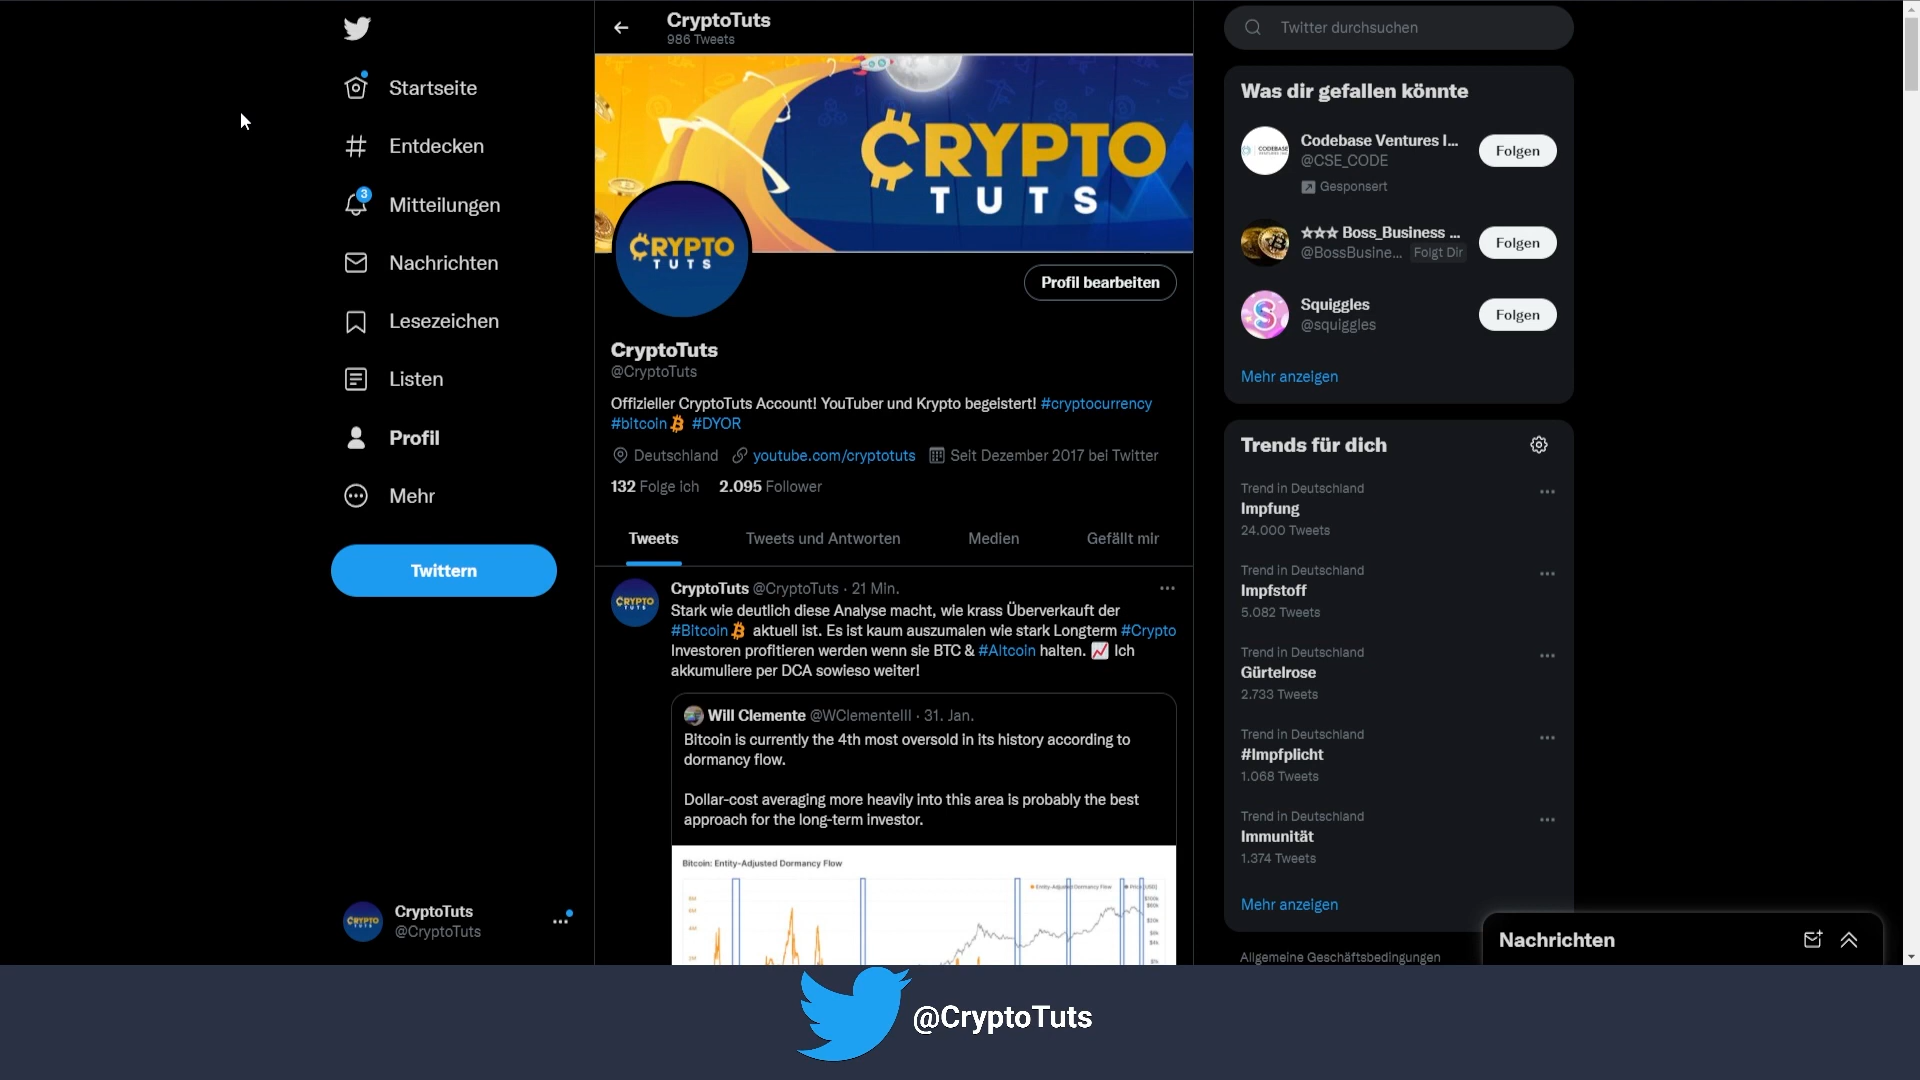 Startseite
Entdecken
3
Mitteilungen
Nachrichten
Lesezeichen
Listen
Profil
Mehr
Twittern
CryptoTuts
@CryptoTuts
CryptoTuts
986 Tweets
CRYPTO
TUTS
CRYPTO
TUTS
Profil bearbeiten
CryptoTuts
@CryptoTuts
Offizieller CryptoTuts Account! YouTuber und Krypto begeistert! #cryptocurrency
#bitcoin #DYOR
Deutschland youtube.com/cryptotuts Seit Dezember 2017 bei Twitter
132 Folge ich 2.095 Follower
Tweets Tweets und Antworten Medien Gefällt mir
CRYPTO
TUTS
CryptoTuts @CryptoTuts · 21 Min.
Stark wie deutlich diese Analyse macht, wie krass Überverkauft der
#Bitcoin aktuell ist. Es ist kaum auszumalen wie stark Longterm #Crypto
Investoren profitieren werden wenn sie BTC & #Altcoin halten. 📈 Ich
akkumuliere per DCA sowieso weiter!
Will Clemente @WClementeIII · 31. Jan.
Bitcoin is currently the 4th most oversold in its history according to
dormancy flow.
Dollar-cost averaging more heavily into this area is probably the best
approach for the long-term investor.
Bitcoin: Entity-Adjusted Dormancy Flow
Entity-Adjusted Dormancy Flow Price [USD]
Twitter durchsuchen
Was dir gefallen könnte
CODEBASE
Codebase Ventures I...
@CSE_CODE
Folgen
Gesponsert
☆☆☆ Boss_Business ...
@BossBusine... Folgt Dir
Folgen
Squiggles
@squiggles
Folgen
Mehr anzeigen
Trends für dich
Trend in Deutschland
Impfung
24.000 Tweets
Trend in Deutschland
Impfstoff
5.082 Tweets
Trend in Deutschland
Gürtelrose
2.733 Tweets
Trend in Deutschland
#Impfplicht
1.068 Tweets
Trend in Deutschland
Immunität
1.374 Tweets
Mehr anzeigen
Allgemeine Geschäftsbedingungen
Nachrichten
@CryptoTuts